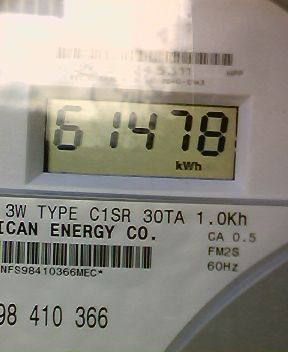 61478
kWh
3W TYPE C1SR 30TA 1.0Kh
ICAN ENERGY CO.
CA 0.5
FM2S
60Hz
NFS98410366MEC*
98 410 366